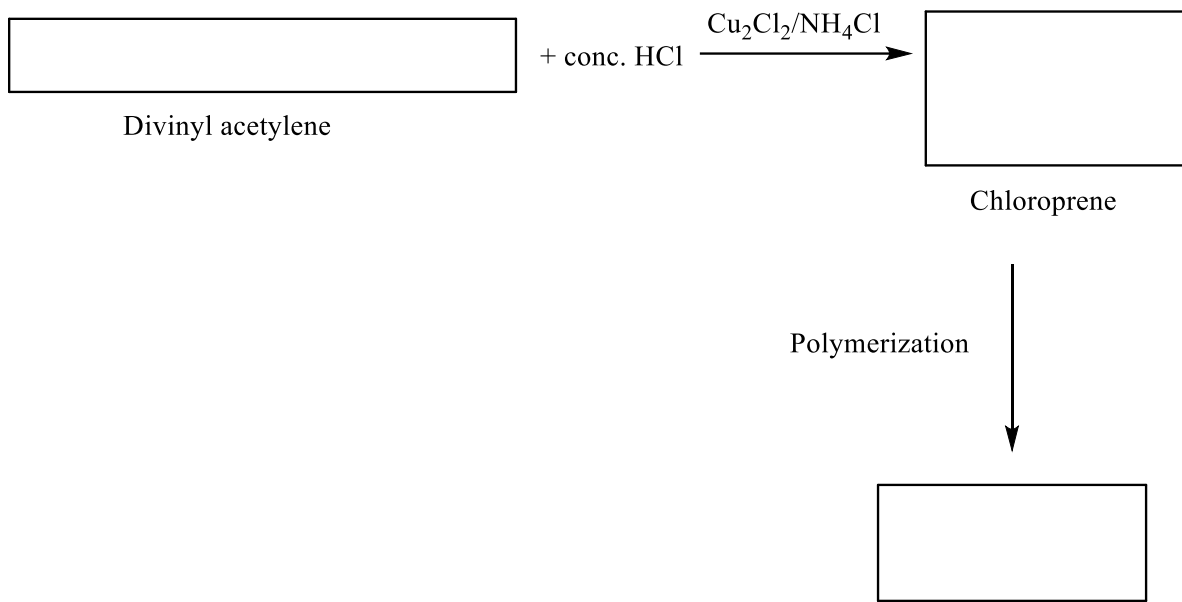 Cu₂Cl₂/NH₄Cl
+ conc. HCl
Divinyl acetylene
Chloroprene
Polymerization